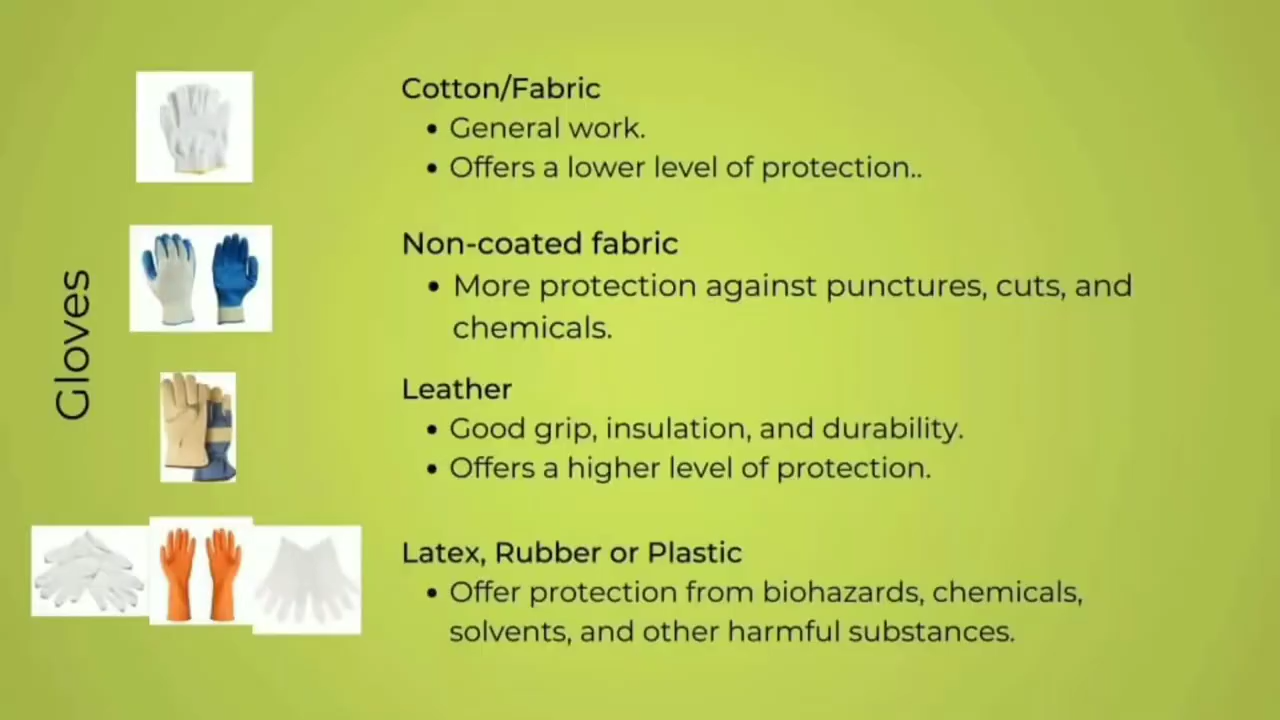 Gloves
Cotton/Fabric
• General work.
• Offers a lower level of protection..
Non-coated fabric
• More protection against punctures, cuts, and
chemicals.
Leather
• Good grip, insulation, and durability.
• Offers a higher level of protection.
Latex, Rubber or Plastic
• Offer protection from biohazards, chemicals,
solvents, and other harmful substances.